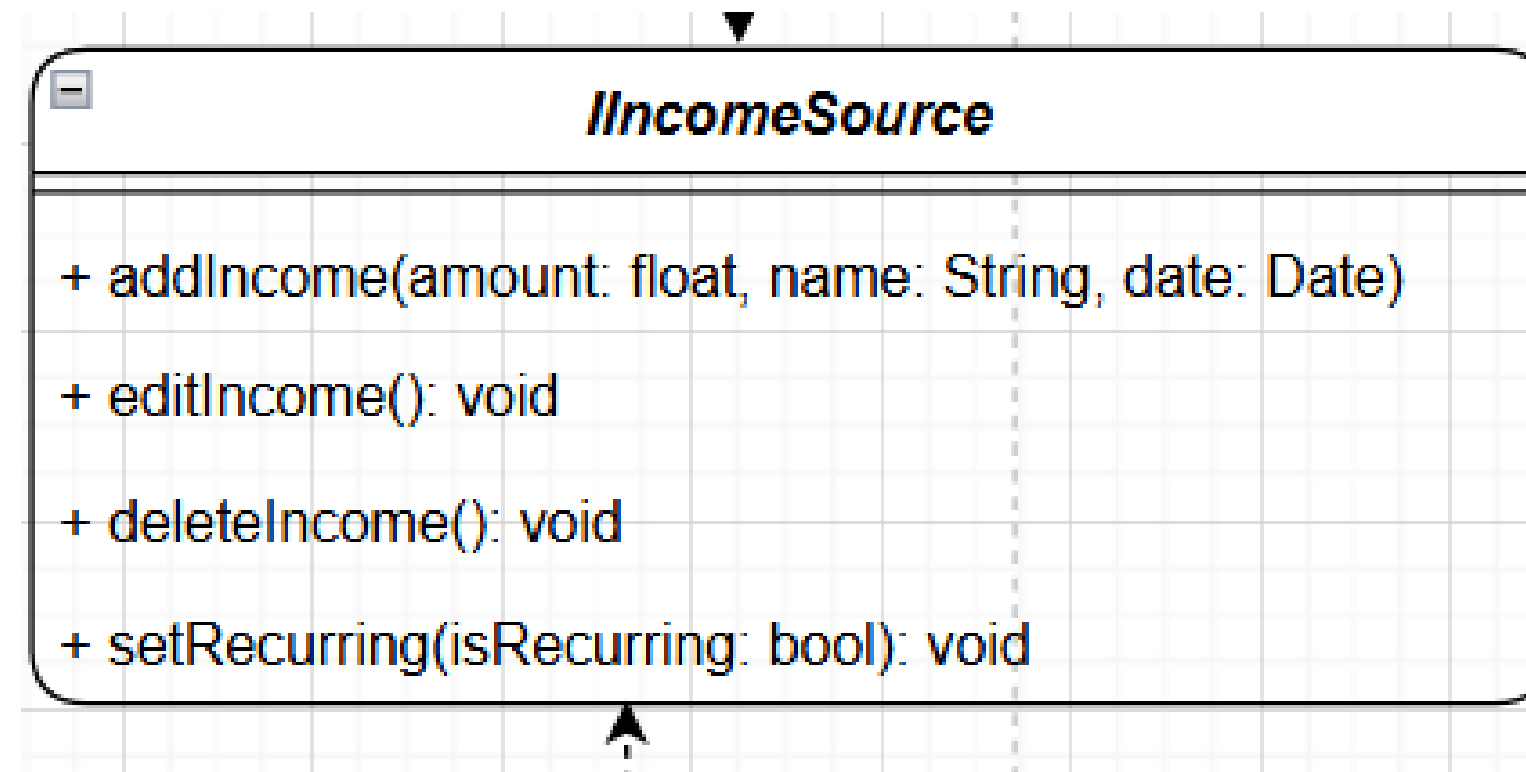 IIncomeSource
+ addIncome(amount: float, name: String, date: Date)
+ editIncome(): void
+ deleteIncome(): void
+ setRecurring(isRecurring: bool): void